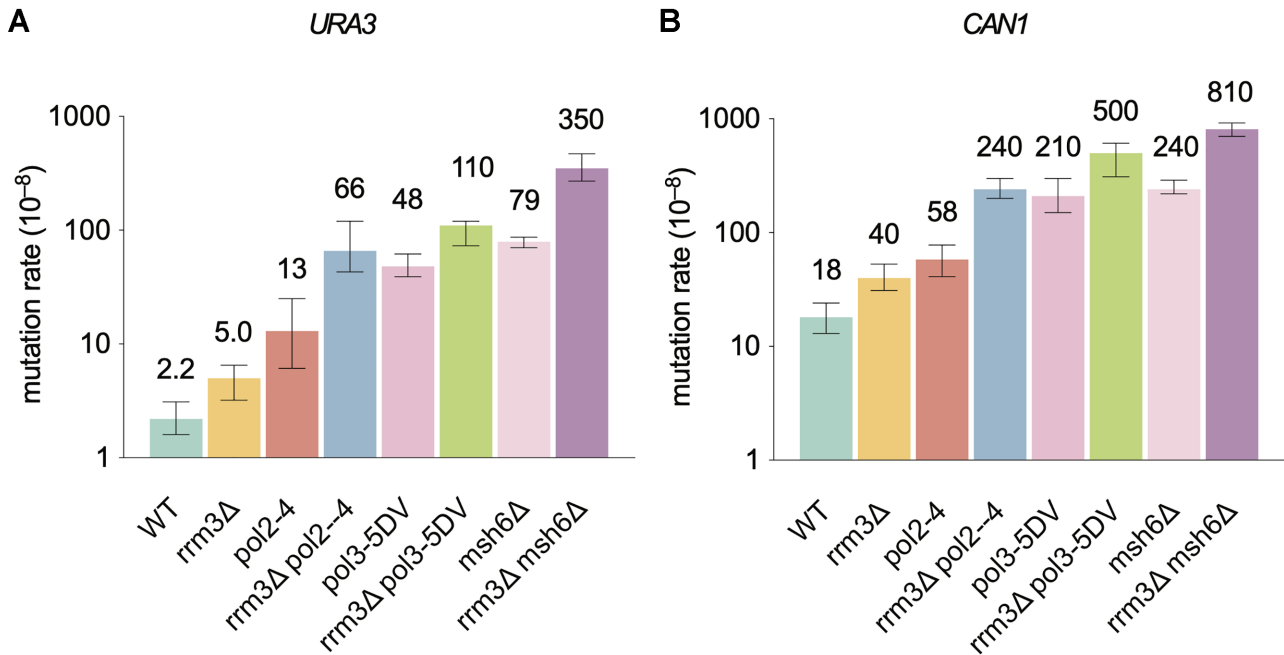 A
URA3
mutation rate (10⁻⁸)
1000
100
10
1
2.2
5.0
13
66
48
110
79
350
WT
rrm3Δ
pol2-4
rrm3Δ pol2--4
pol3-5DV
rrm3Δ pol3-5DV
msh6Δ
rrm3Δ msh6Δ
B
CAN1
mutation rate (10⁻⁸)
1000
100
10
1
18
40
58
240
210
500
240
810
WT
rrm3Δ
pol2-4
rrm3Δ pol2--4
pol3-5DV
rrm3Δ pol3-5DV
msh6Δ
rrm3Δ msh6Δ